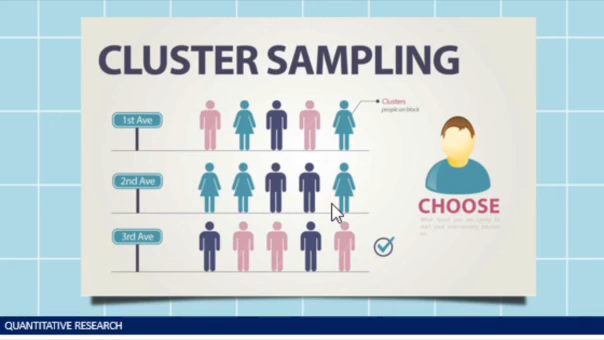 CLUSTER SAMPLING
1st Ave
Clusters
people on block
2nd Ave
CHOOSE
3rd Ave
QUANTITATIVE RESEARCH